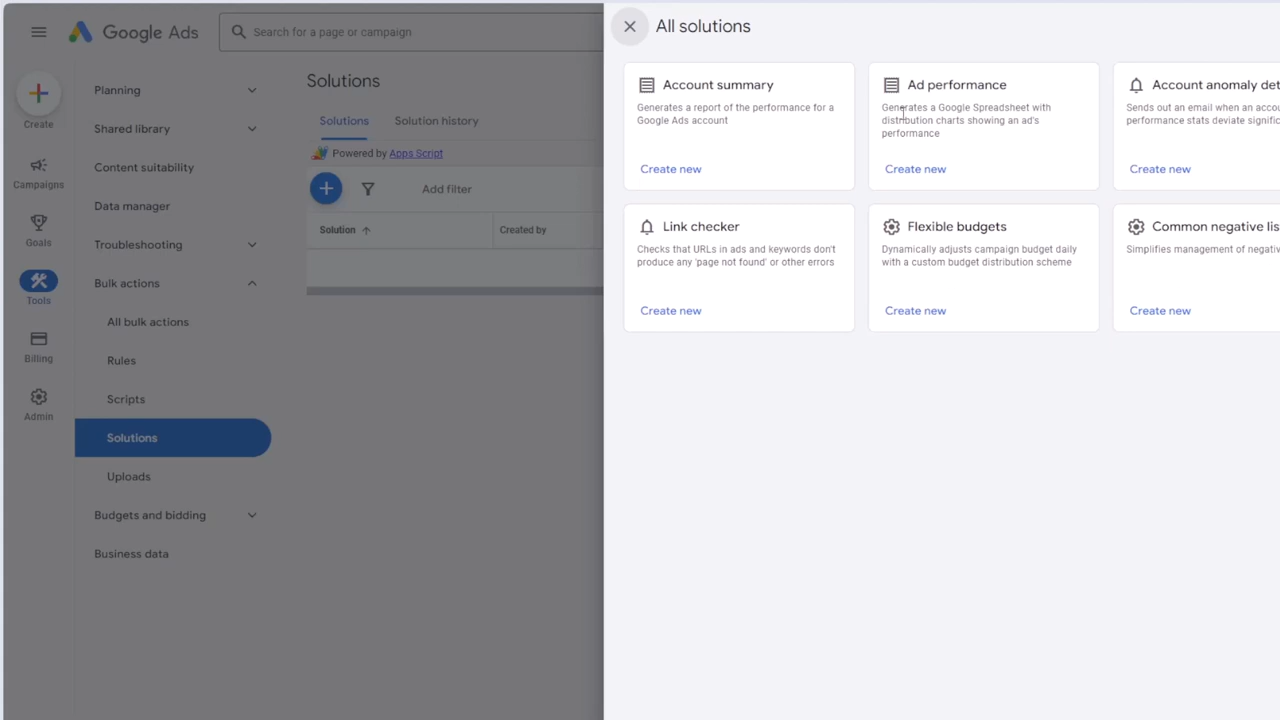 Google Ads
Search for a page or campaign
Create
Campaigns
Goals
Tools
Billing
Admin
Planning
Shared library
Content suitability
Data manager
Troubleshooting
Bulk actions
All bulk actions
Rules
Scripts
Solutions
Uploads
Budgets and bidding
Business data
Solutions
Solutions
Solution history
Powered by Apps Script
Add filter
Solution
Created by
All solutions
Account summary
Generates a report of the performance for a
Google Ads account
Create new
Ad performance
Generates a Google Spreadsheet with
distribution charts showing an ad's
performance
Create new
Account anomaly det
Sends out an email when an accou
performance stats deviate signific
Create new
Link checker
Checks that URLs in ads and keywords don't
produce any 'page not found' or other errors
Create new
Flexible budgets
Dynamically adjusts campaign budget daily
with a custom budget distribution scheme
Create new
Common negative lis
Simplifies management of negativ
Create new